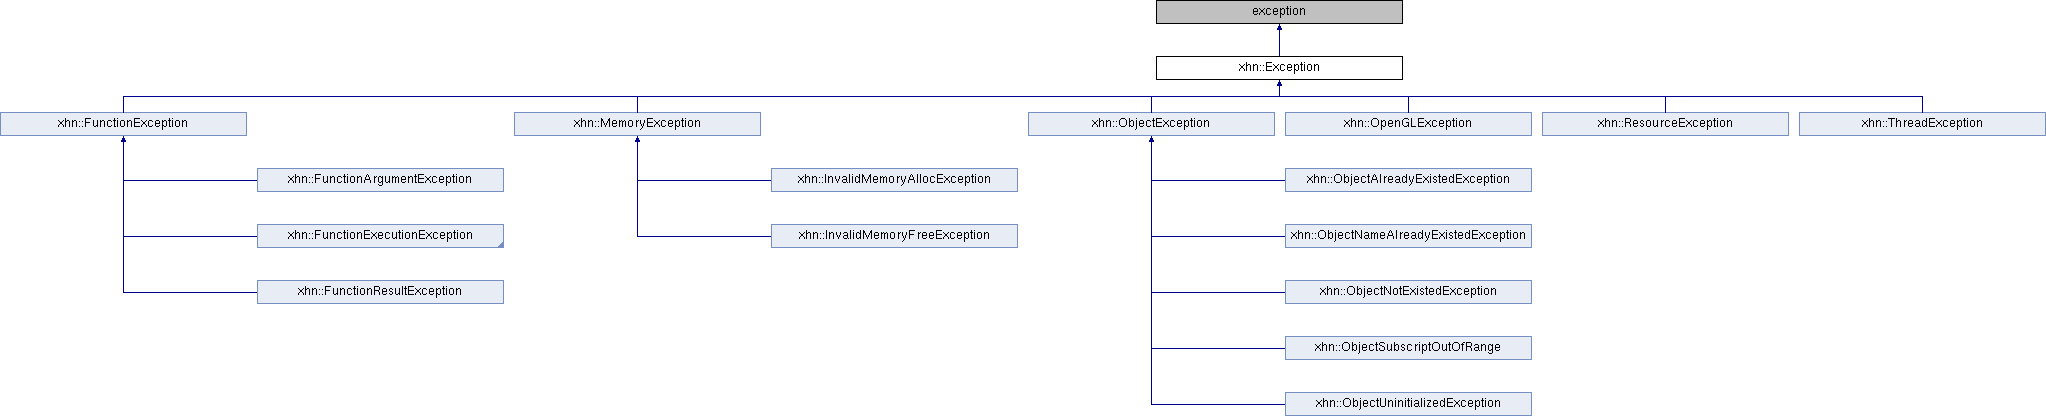 exception
xhn::Exception
xhn::FunctionException
xhn::MemoryException
xhn::ObjectException
xhn::OpenGLException
xhn::ResourceException
xhn::ThreadException
xhn::FunctionArgumentException
xhn::InvalidMemoryAllocException
xhn::ObjectAlreadyExistedException
xhn::FunctionExecutionException
xhn::InvalidMemoryFreeException
xhn::ObjectNameAlreadyExistedException
xhn::FunctionResultException
xhn::ObjectNotExistedException
xhn::ObjectSubscriptOutOfRange
xhn::ObjectUninitializedException